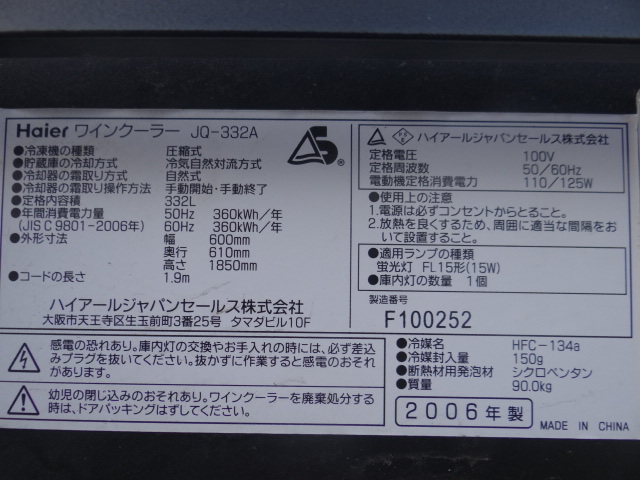 Haier ワインクーラー JQ-332A
●冷凍機の種類 圧縮式
●貯蔵庫の冷却方式 冷気自然対流方式
●冷却器の霜取り方式 自然式
●冷却器の霜取り操作方法 手動開始・手動終了
●定格内容積 332L
●年間消費電力量 50Hz 360kWh/年
(JIS C 9801-2006年) 60Hz 360kWh/年
●外形寸法 幅 600mm
奥行 610mm
高さ 1850mm
●コードの長さ 1.9m
ハイアールジャパンセールス株式会社
大阪市天王寺区生玉前町3番25号 タマダビル10F
S®
ハイアールジャパンセールス株式会社
定格電圧 100V
定格周波数 50/60Hz
電動機定格消費電力 110/125W
●使用上の注意
1.電源は必ずコンセントからとること。
2.放熱を良くするため、周囲に適当な間隔をお
いて設置すること。
●適用ランプの種類
蛍光灯 FL15形(15W)
●庫内灯の数量 1個
製造番号
F100252
感電の恐れあり。庫内灯の交換やお手入れの時には、必ず差込
みプラグを抜いてください。抜かずに作業すると感電のおそれ
があります。
幼児の閉じ込めのおそれあり。ワインクーラーを廃棄処分する
時は、ドアパッキングはずしてください。
●冷媒名 HFC-134a
●冷媒封入量 150g
●断熱材用発泡材 シクロペンタン
●質量 90.0kg
2006年製
MADE IN CHINA